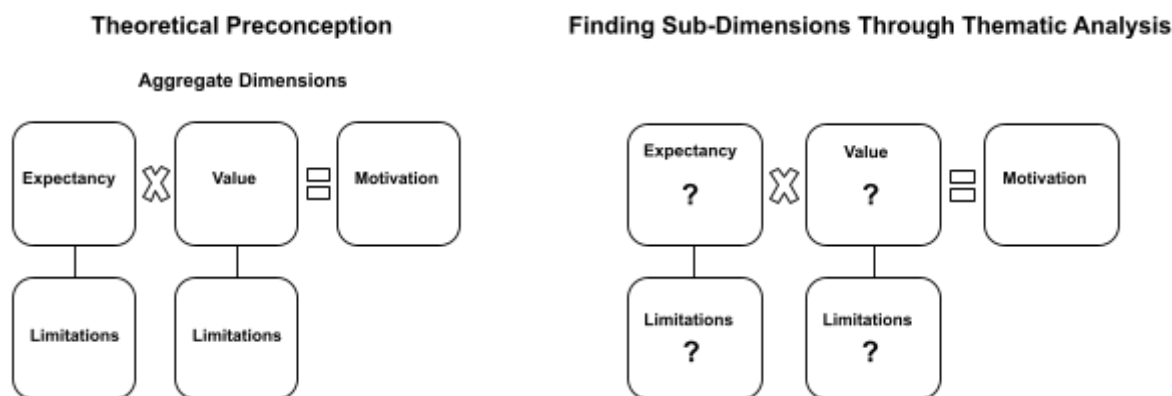 Theoretical Preconception
Aggregate Dimensions
Expectancy
Value
Motivation
Limitations
Limitations
Finding Sub-Dimensions Through Thematic Analysis
Expectancy
?
Value
?
Motivation
Limitations
?
Limitations
?